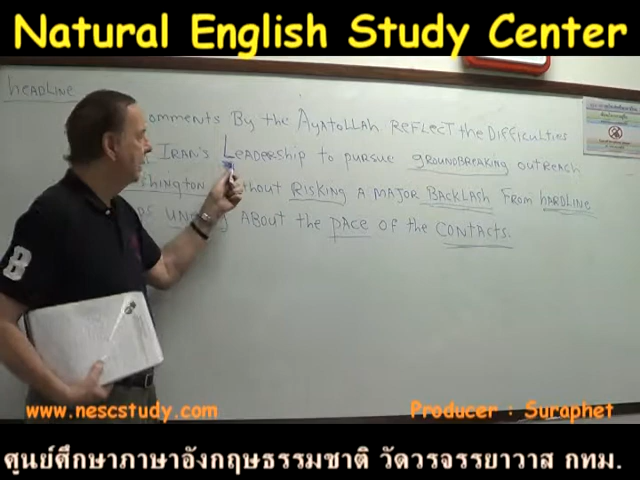 Natural English Study Center
headline
omments By the Ayatollah Reflect the Difficulties
Iran's Leadership to pursue groundbreaking outreach
shington without Risking a major Backlash from hardline
about the pace of the contacts.
B
www.nescstudy.com
Producer : Suraphet
ศูนย์ศึกษาภาษาอังกฤษธรรมชาติ วัดวรจรรยาวาส กทม.